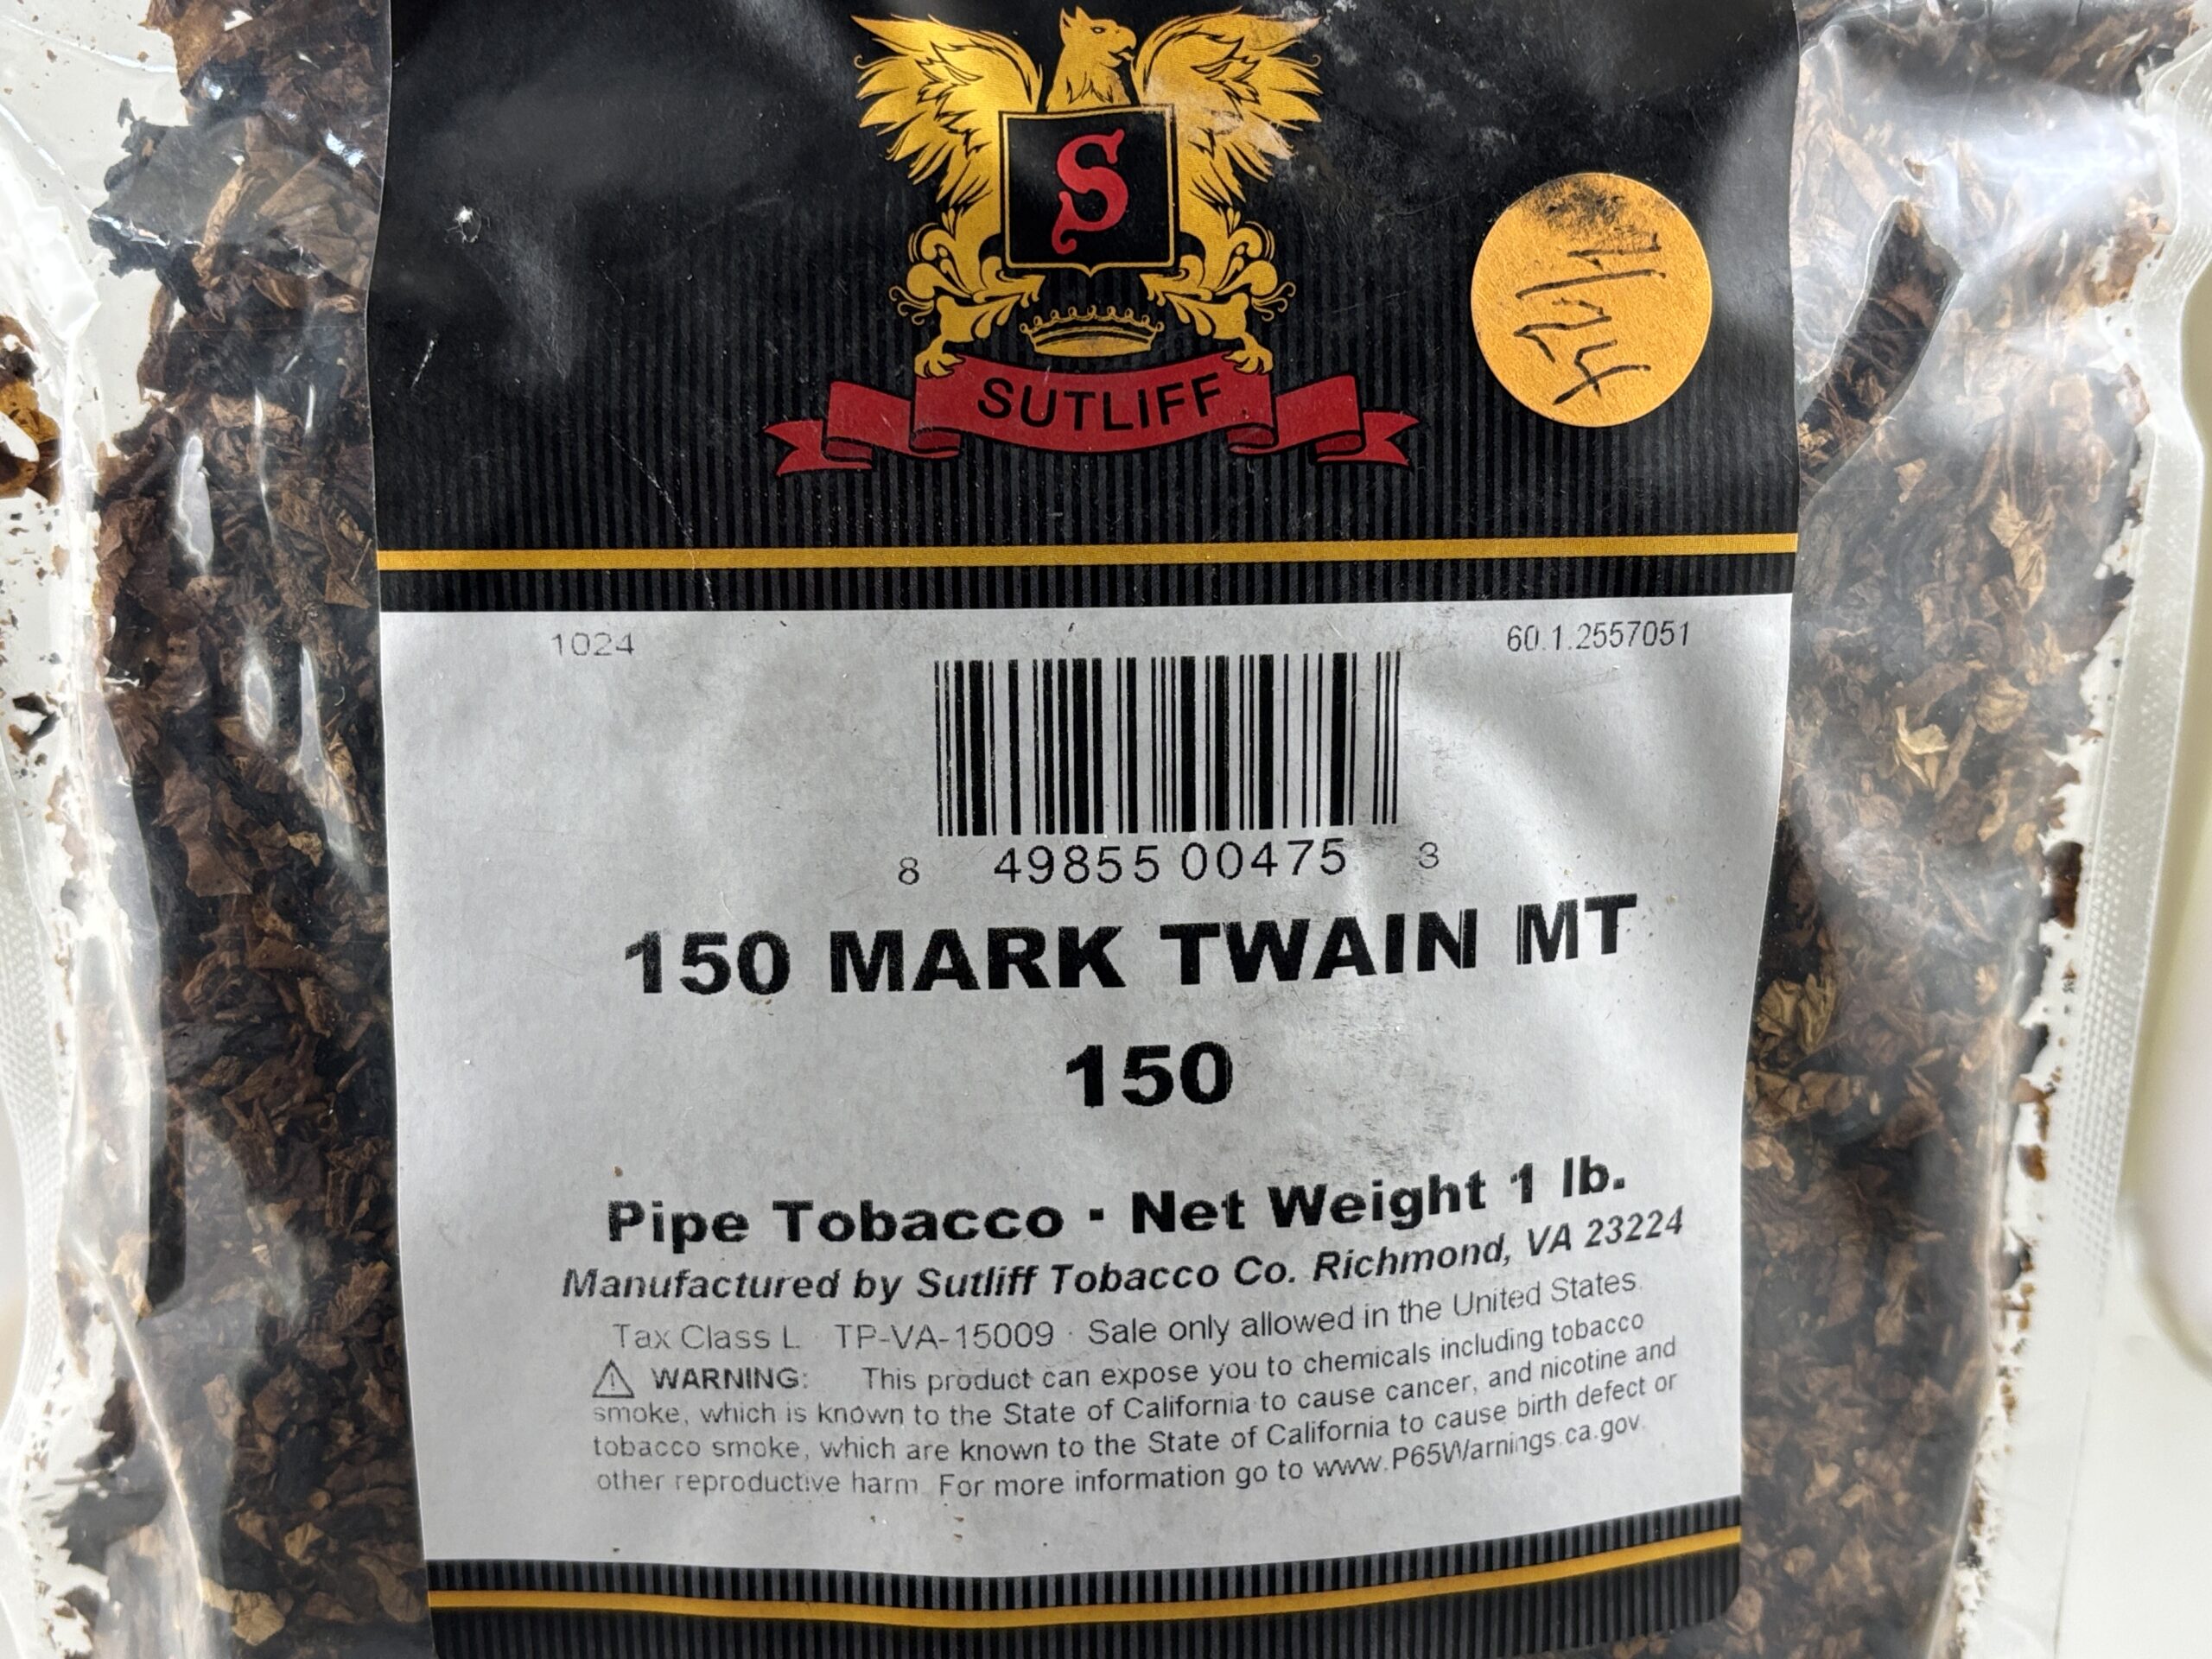 S
SUTLIFF
1024
60.1.2557051
8 49855 00475 3
150 MARK TWAIN MT
150
Pipe Tobacco · Net Weight 1 lb.
Manufactured by Sutliff Tobacco Co. Richmond, VA 23224
Tax Class L · TP-VA-15009 · Sale only allowed in the United States.
⚠ WARNING: This product can expose you to chemicals including tobacco
smoke, which is known to the State of California to cause cancer, and nicotine and
tobacco smoke, which are known to the State of California to cause birth defect or
other reproductive harm. For more information go to www.P65Warnings.ca.gov.